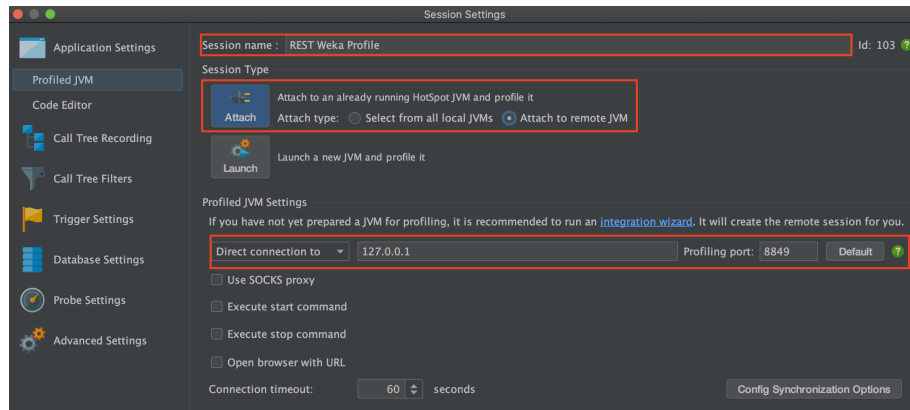 Session Settings
Application Settings
Profiled JVM
Code Editor
Call Tree Recording
Call Tree Filters
Trigger Settings
Database Settings
Probe Settings
Advanced Settings
Session name : REST Weka Profile Id: 103 ?
Session Type
Attach
Attach to an already running HotSpot JVM and profile it
Attach type: Select from all local JVMs Attach to remote JVM
Launch
Launch a new JVM and profile it
Profiled JVM Settings
If you have not yet prepared a JVM for profiling, it is recommended to run an integration wizard. It will create the remote session for you.
Direct connection to 127.0.0.1 Profiling port: 8849 Default ?
Use SOCKS proxy
Execute start command
Execute stop command
Open browser with URL
Connection timeout: 60 seconds Config Synchronization Options